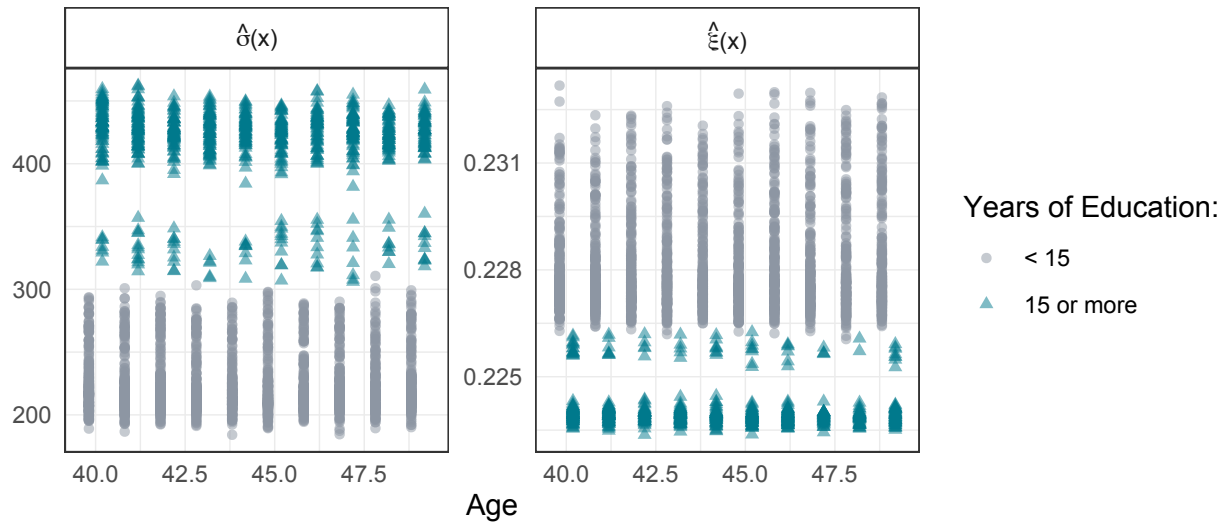 σ̂(x)
ξ̂(x)
400
300
200
0.231
0.228
0.225
40.0 42.5 45.0 47.5
40.0 42.5 45.0 47.5
Age
Years of Education:
< 15
15 or more